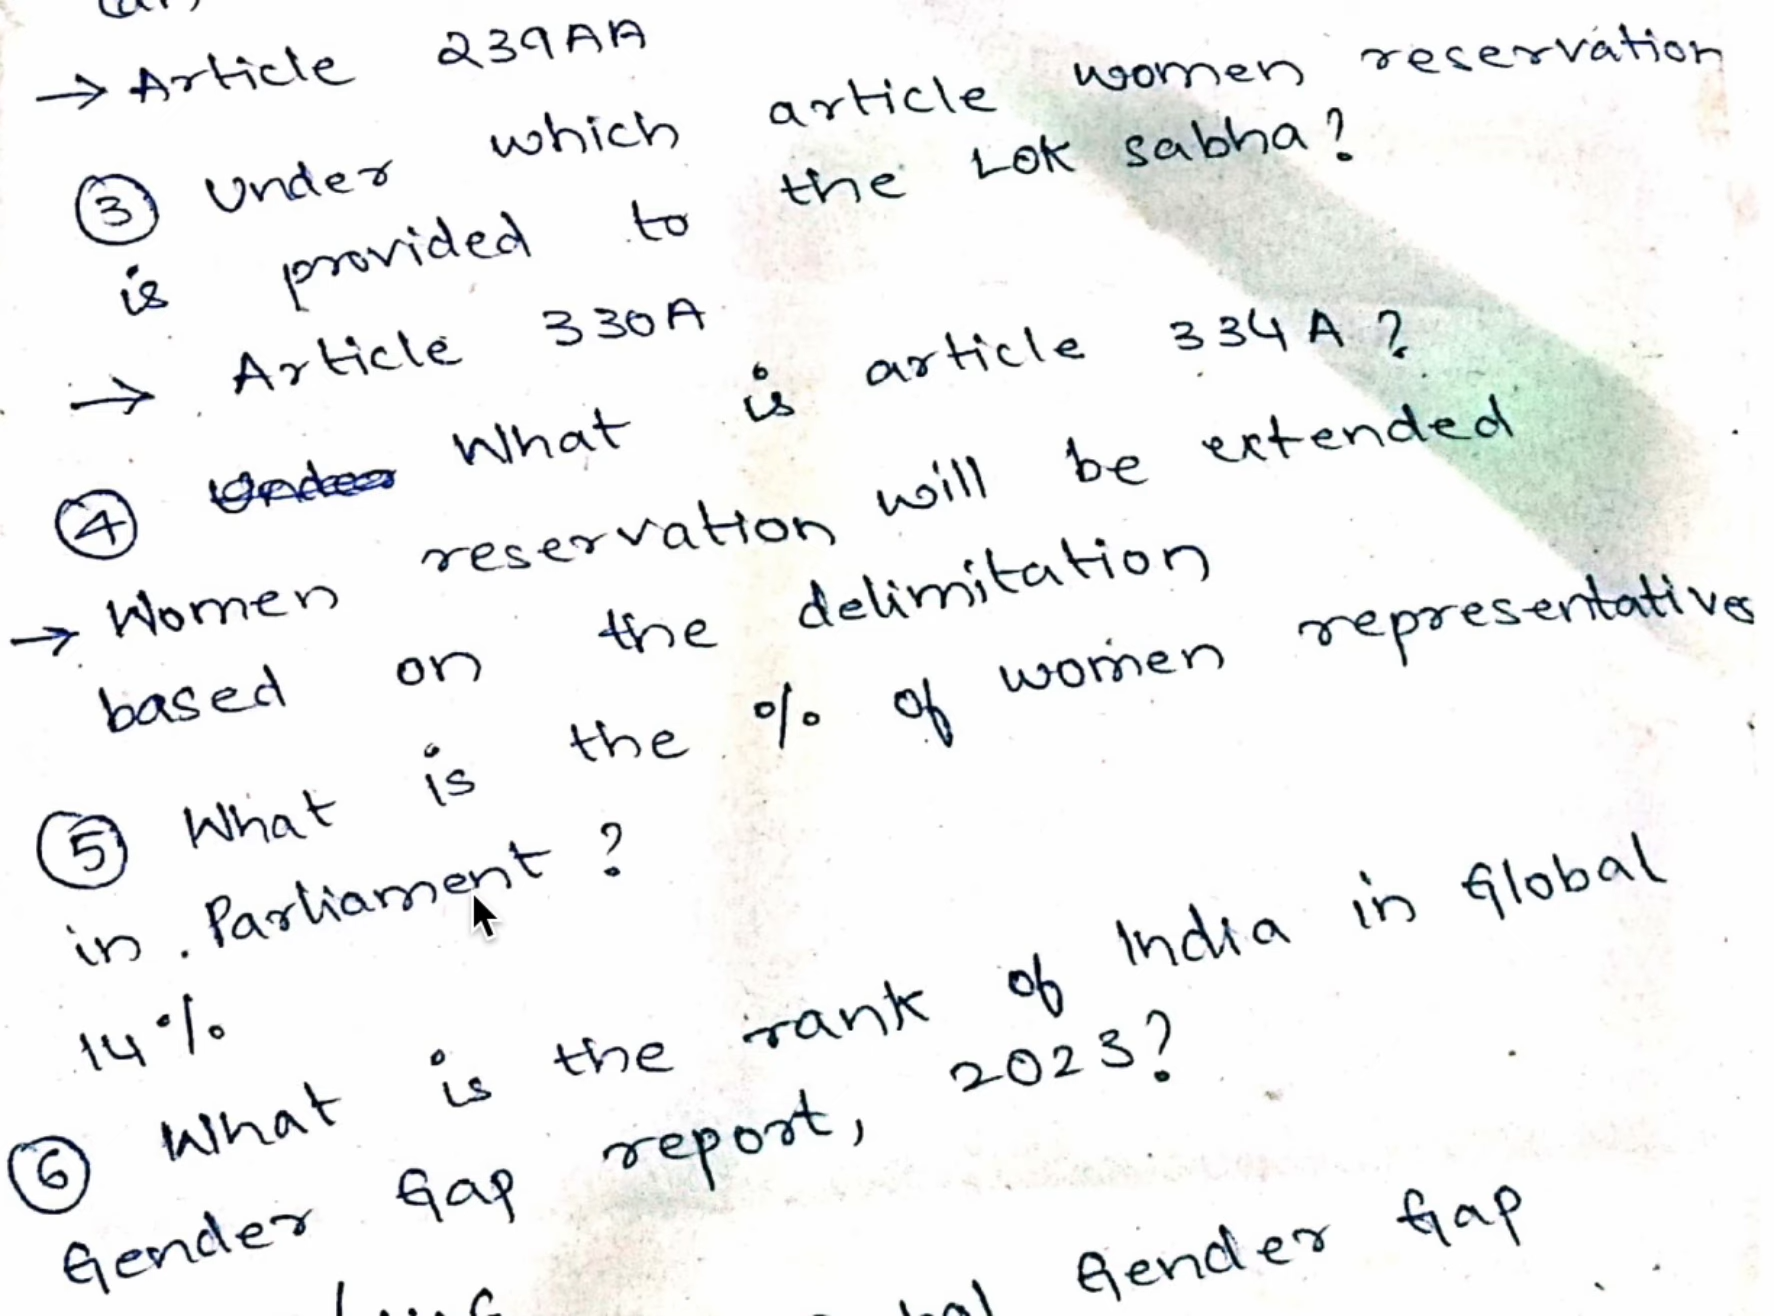 → Article 239AA
③ Under which article women reservation
is provided to the Lok sabha?
→ Article 330A
④ What is article 334A?
→ Women reservation will be extended
based on the delimitation
⑤ What is the % of women representatives
in Parliament?
14%
⑥ What is the rank of India in Global
Gender Gap report, 2023?
Gender Gap